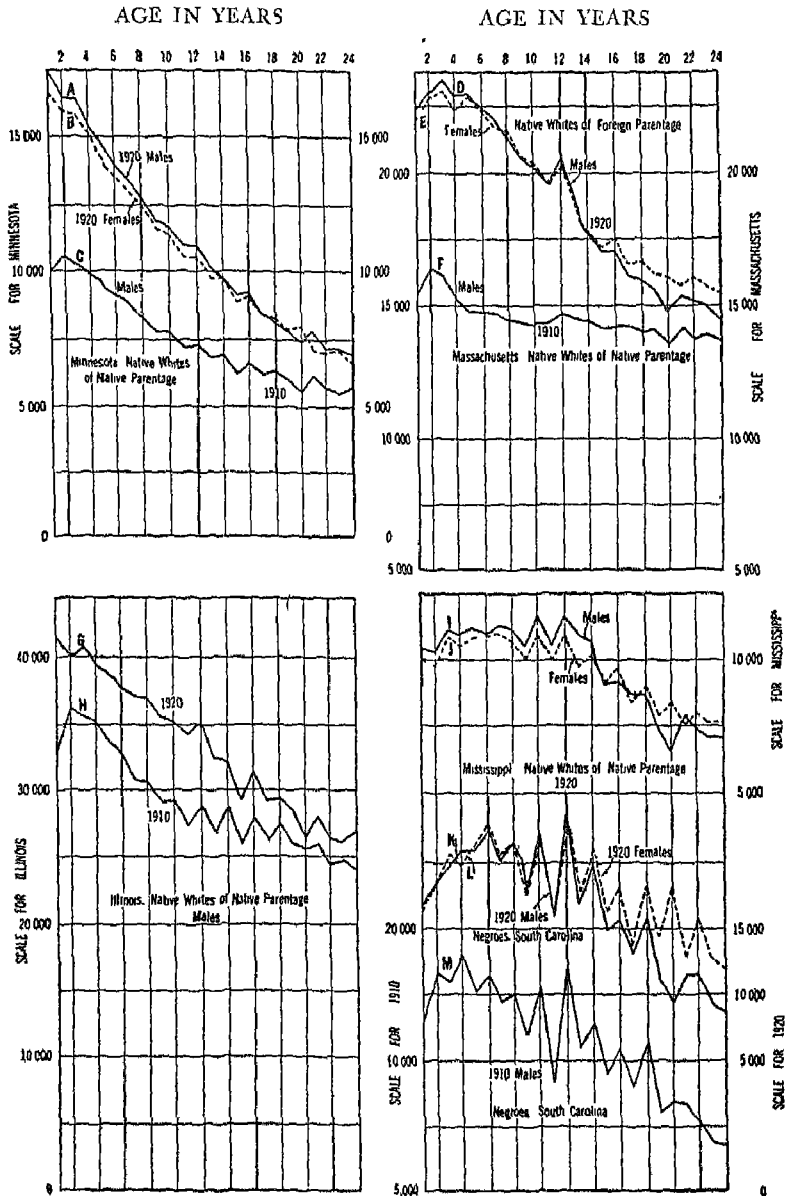 AGE IN YEARS
AGE IN YEARS
2 4 6 8 10 12 14 16 18 20 22 24
2 4 6 8 10 12 14 16 18 20 22 24
A
B
15 000
15 000
1920 Males
1920 Females
SCALE FOR MINNESOTA
10 000
10 000
C
Males
Minnesota Native Whites
of Native Parentage
1910
5 000
5 000
0
0
D
E
Females
Native Whites of Foreign Parentage
20 000
20 000
Males
1920
SCALE FOR MASSACHUSETTS
F
Males
15 000
15 000
1910
Massachusetts Native Whites of Native Parentage
10 000
10 000
5 000
5 000
G
40 000
H
1920
30 000
1910
SCALE FOR ILLINOIS
Illinois. Native Whites of Native Parentage
Males
20 000
10 000
0
I
J
Males
Females
10 000
SCALE FOR MISSISSIPPI
Mississippi Native Whites of Native Parentage
1920
5 000
K
L
1920 Females
1920 Males
Negroes. South Carolina
20 000
15 000
M
10 000
SCALE FOR 1910
10 000
5 000
1910 Males
Negroes. South Carolina
SCALE FOR 1920
5 000
0